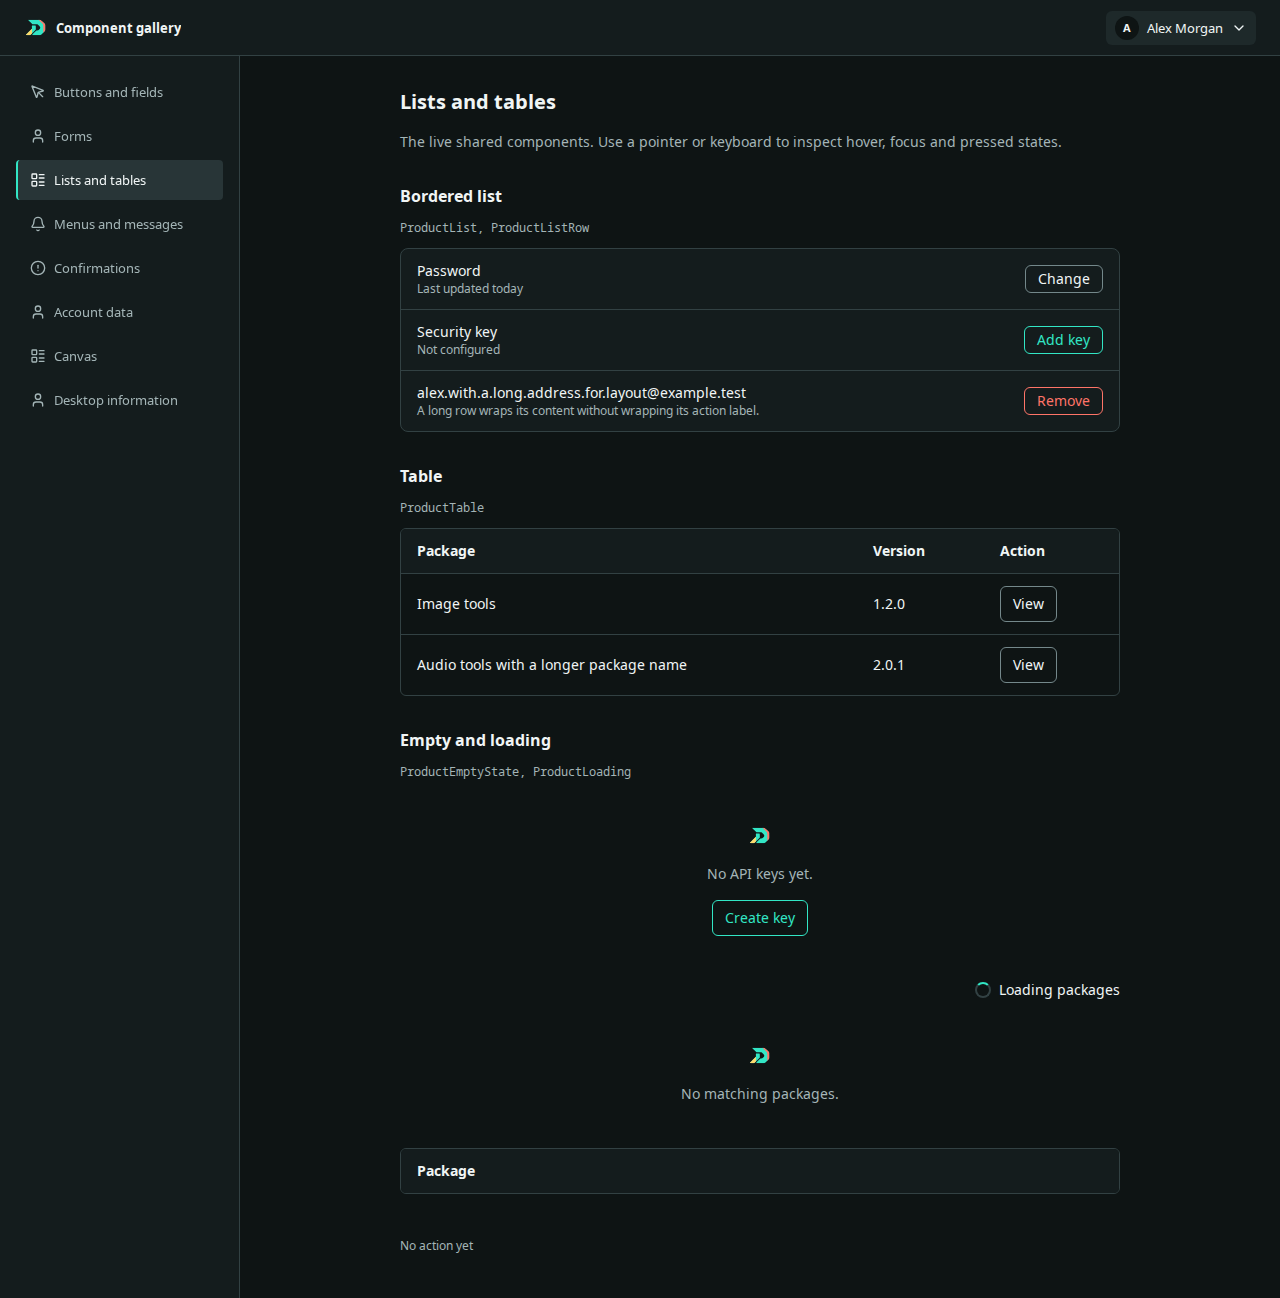 Component gallery
A
Alex Morgan
Buttons and fields
Forms
Lists and tables
Menus and messages
Confirmations
Account data
Canvas
Desktop information
Lists and tables
The live shared components. Use a pointer or keyboard to inspect hover, focus and pressed states.
Bordered list
ProductList, ProductListRow
Password
Last updated today
Change
Security key
Not configured
Add key
alex.with.a.long.address.for.layout@example.test
A long row wraps its content without wrapping its action label.
Remove
Table
ProductTable
Package Version Action
Image tools 1.2.0 View
Audio tools with a longer package name 2.0.1 View
Empty and loading
ProductEmptyState, ProductLoading
No API keys yet.
Create key
Loading packages
No matching packages.
Package
No action yet